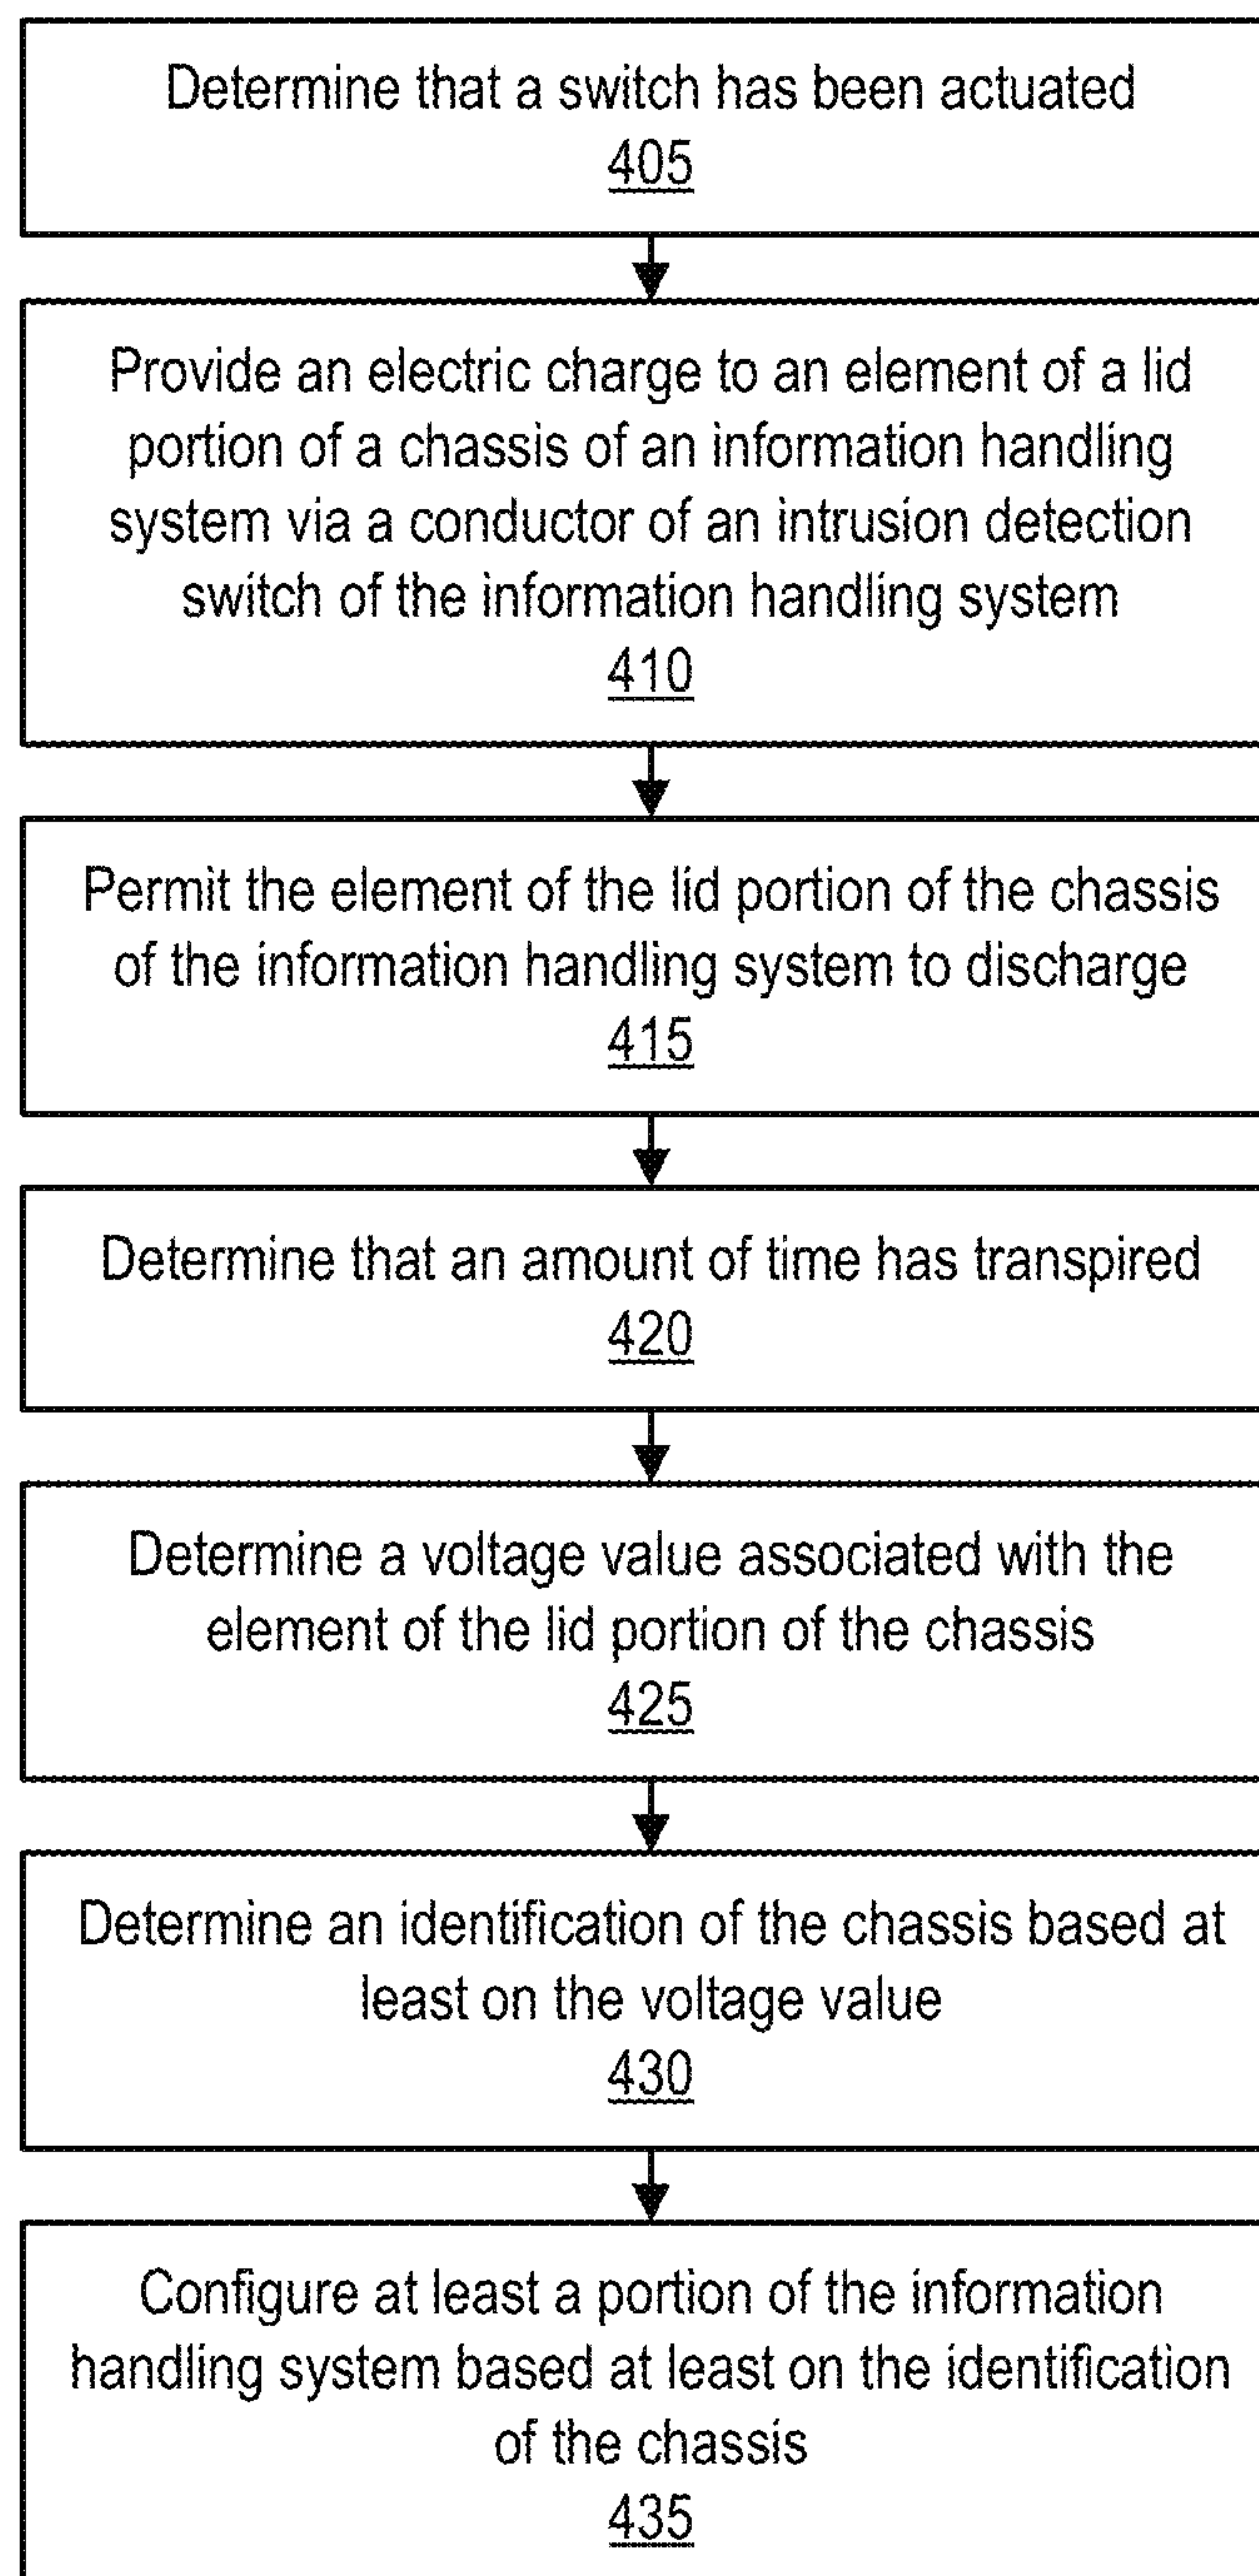 Determine that a switch has been actuated
405
Provide an electric charge to an element of a lid
portion of a chassis of an information handling
system via a conductor of an intrusion detection
switch of the information handling system
410
Permit the element of the lid portion of the chassis
of the information handling system to discharge
415
Determine that an amount of time has transpired
420
Determine a voltage value associated with the
element of the lid portion of the chassis
425
Determine an identification of the chassis based at
least on the voltage value
430
Configure at least a portion of the information
handling system based at least on the identification
of the chassis
435